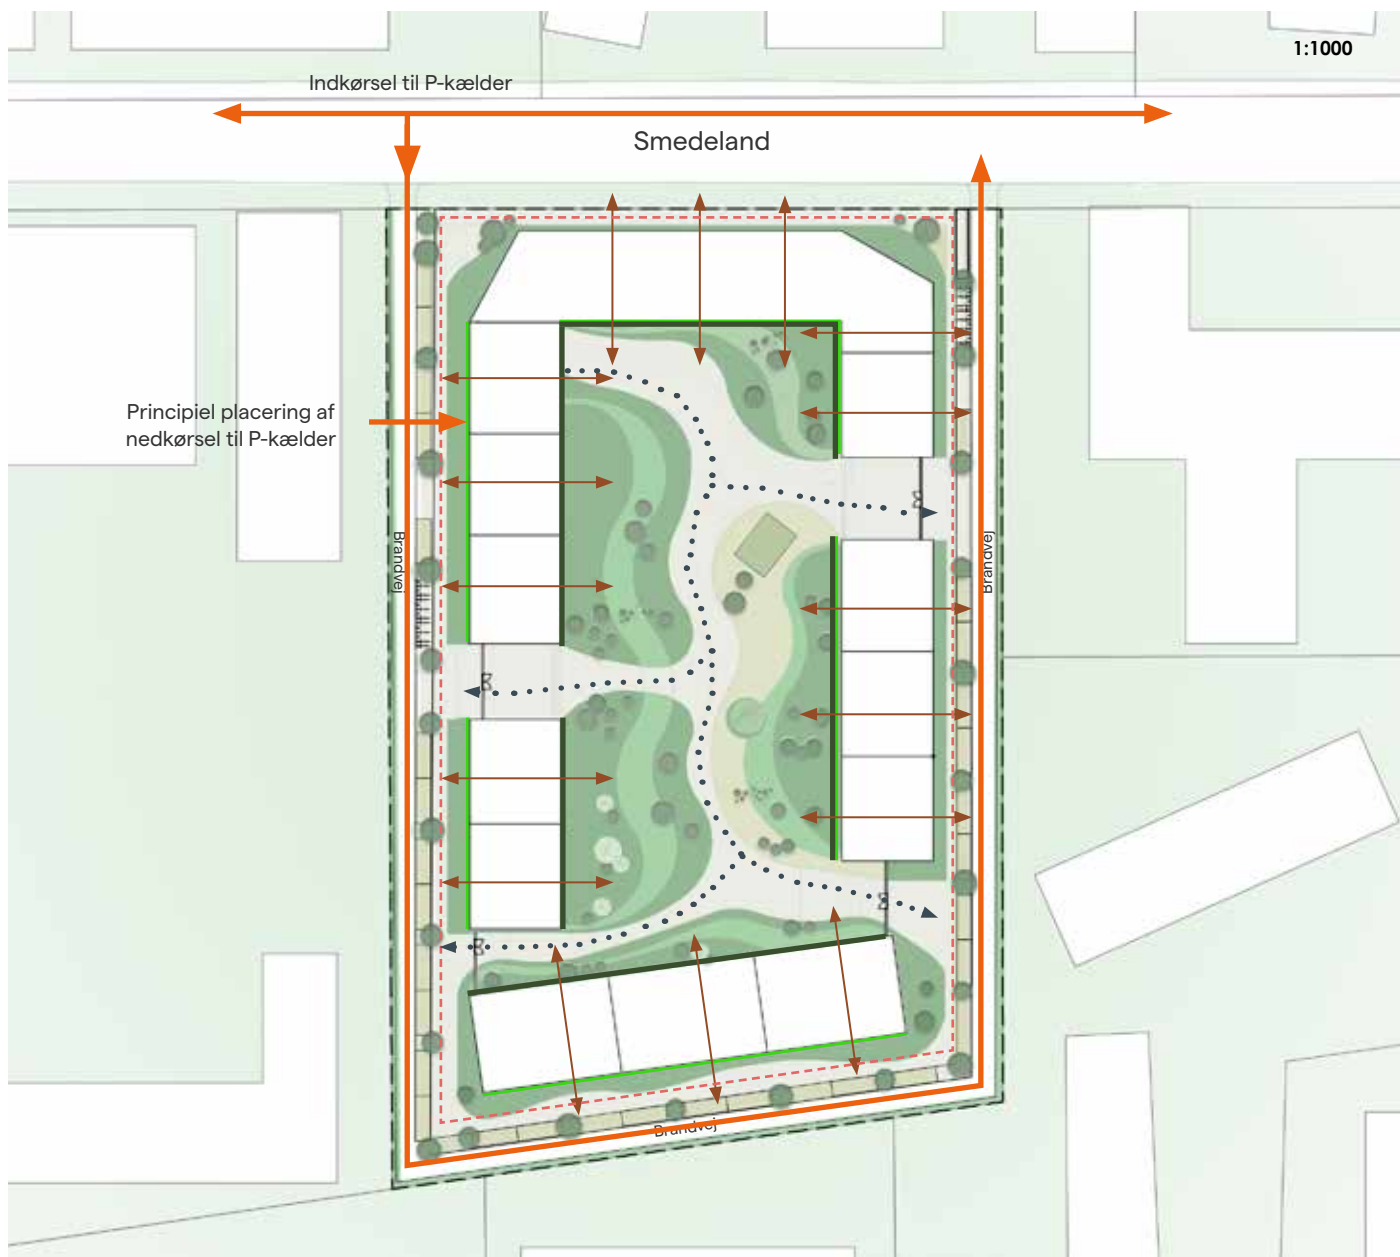 1:1000
Indkørsel til P-kælder
Smedeland
Principiel placering af
nedkørsel til P-kælder
Brandvej
Brandvej
Brandvej